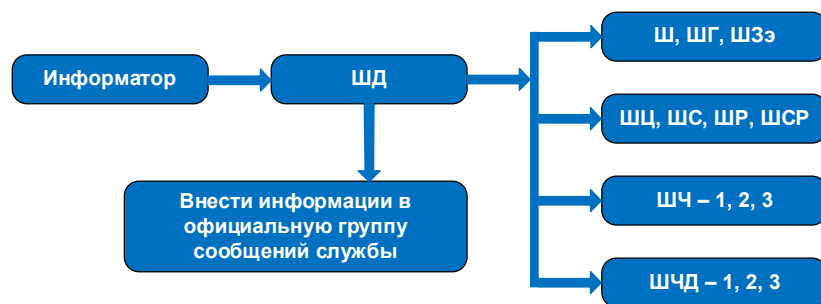 Ш, ШГ, ШЗэ
Информатор
ШД
ШЦ, ШС, ШР, ШСР
Внести информации в
официальную группу
сообщений службы
ШЧ – 1, 2, 3
ШЧД – 1, 2, 3